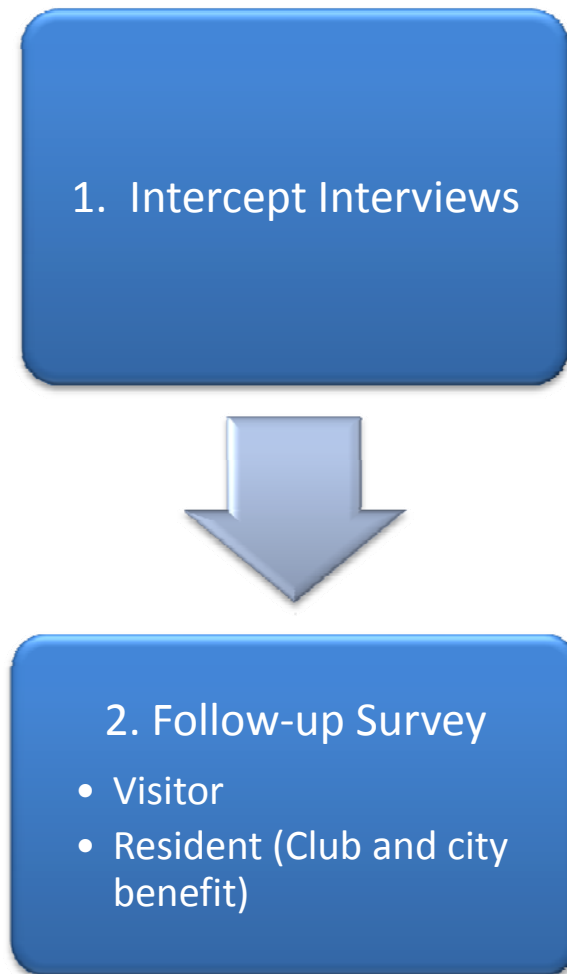 1. Intercept Interviews
2. Follow-up Survey
• Visitor
• Resident (Club and city
benefit)